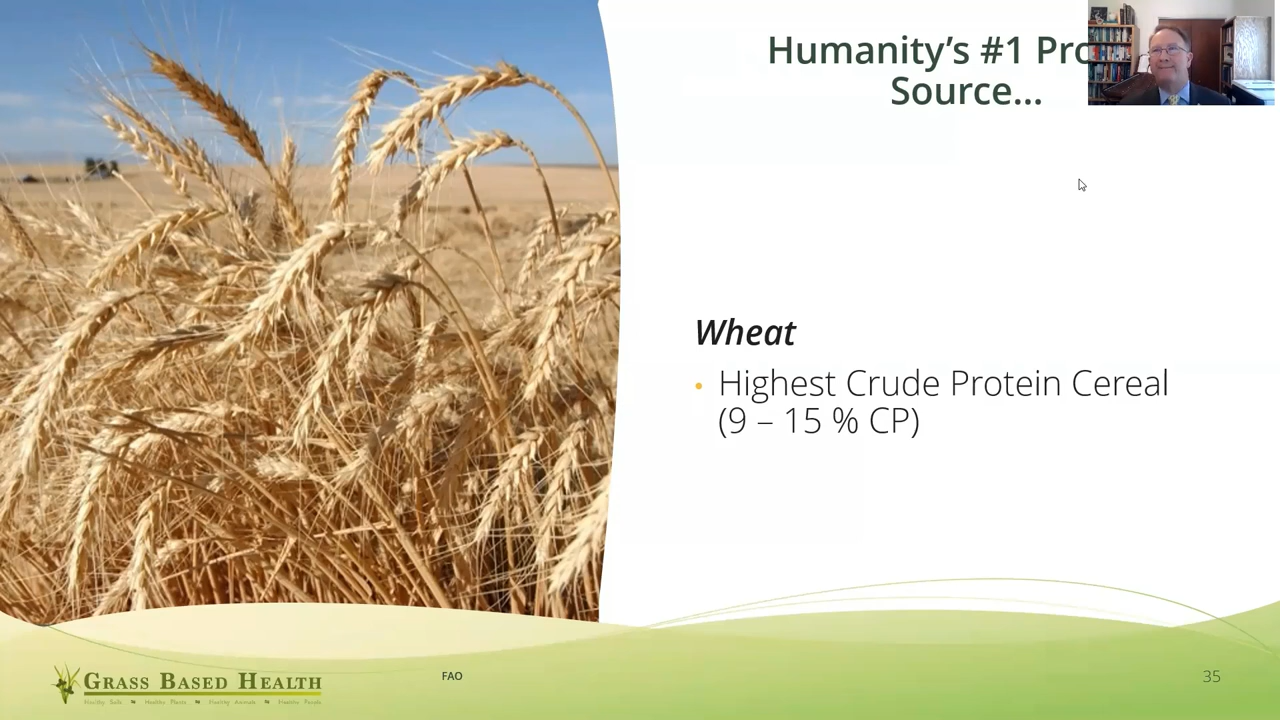 Humanity's #1 Pro
Source...
Wheat
• Highest Crude Protein Cereal
(9 – 15 % CP)
GRASS BASED HEALTH
Healthy Soils Healthy Plants Healthy Animals Healthy People
FAO
35